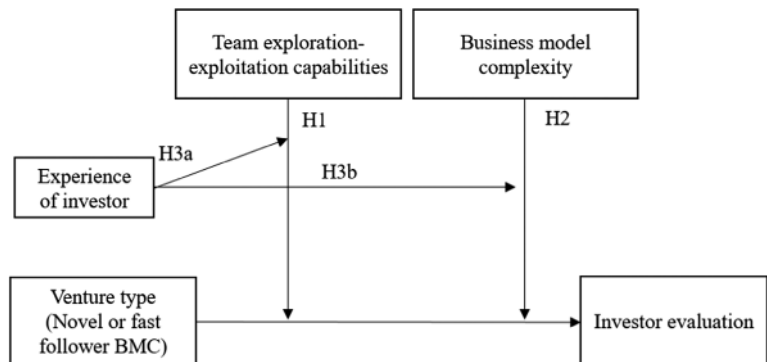 Team exploration-
exploitation capabilities
Business model
complexity
H1
H2
H3a
H3b
Experience
of investor
Venture type
(Novel or fast
follower BMC)
Investor evaluation